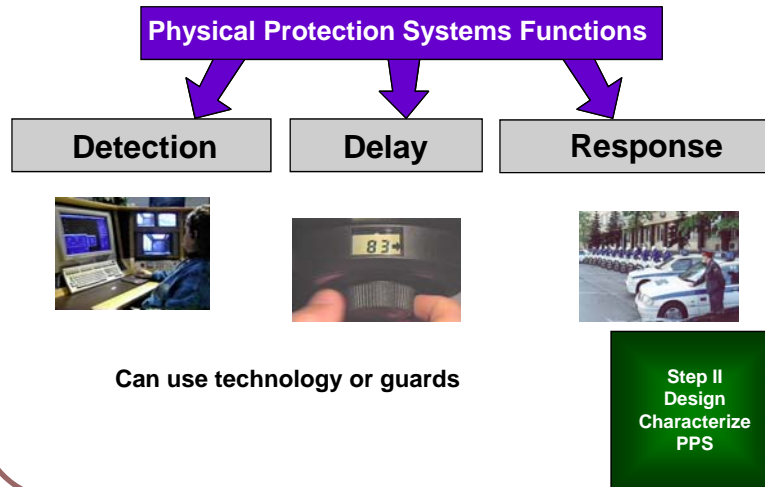 Physical Protection Systems Functions
Detection
Delay
Response
83
Can use technology or guards
Step II
Design
Characterize
PPS